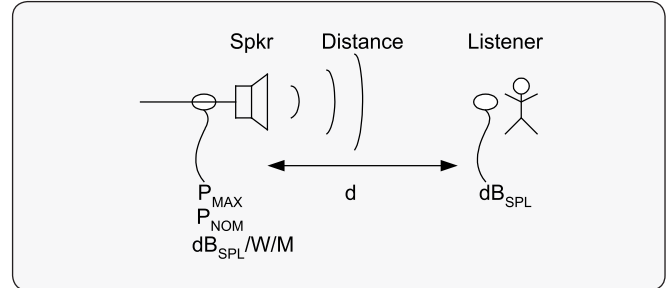 Spkr Distance Listener
P_MAX d dB_SPL
P_NOM
dB_SPL/W/M